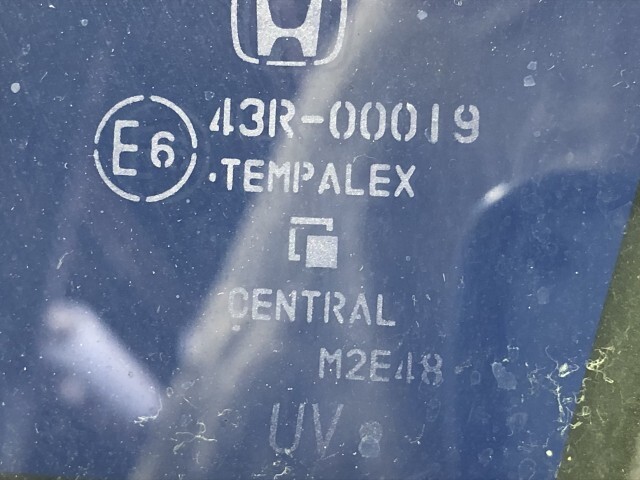 43R-00019
E6
.TEMPALEX
CENTRAL
M2E48
UV